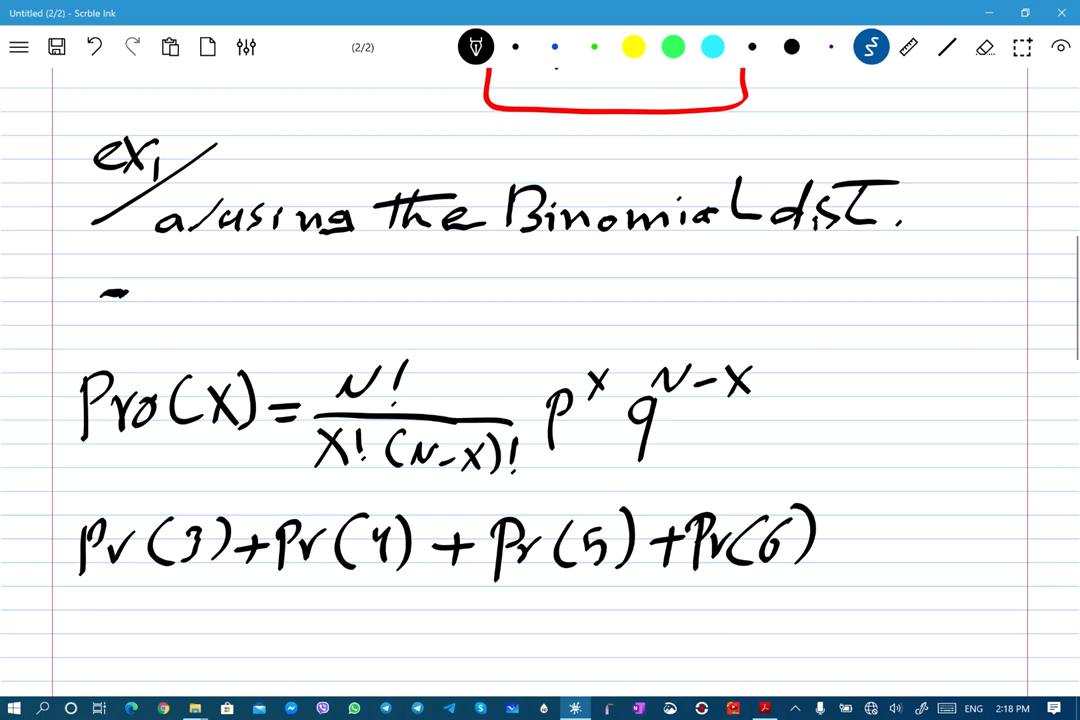 Untitled (2/2) - Scrble Ink
(2/2)
ex1/
a/using the Binomial dist.
-
Pro(X) = N! / X! (N-X)! p^X q^N-X
Pr(3)+Pr(4) + Pr(5)+Pr(6)
ENG 2:18 PM